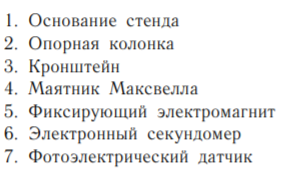 1. Основание стенда
2. Опорная колонка
3. Кронштейн
4. Маятник Максвелла
5. Фиксирующий электромагнит
6. Электронный секундомер
7. Фотоэлектрический датчик